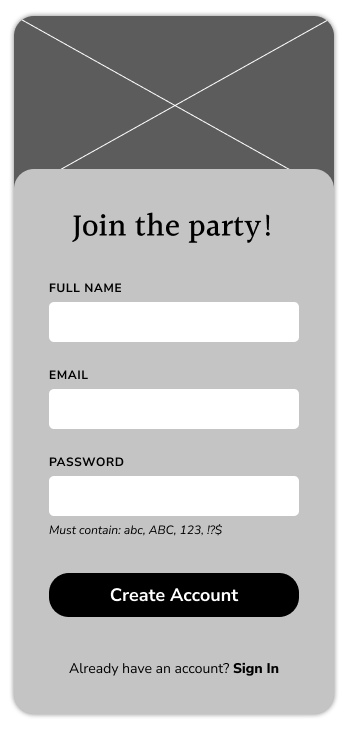 Join the party!
FULL NAME
EMAIL
PASSWORD
Must contain: abc, ABC, 123, !?$
Create Account
Already have an account? Sign In